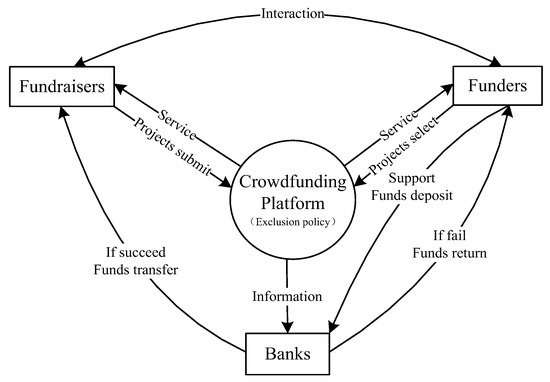 Interaction
Fundraisers
Funders
Service
Projects submit
Service
Projects select
Crowdfunding
Platform
（Exclusion policy）
Support
Funds deposit
If succeed
Funds transfer
If fail
Funds return
Information
Banks